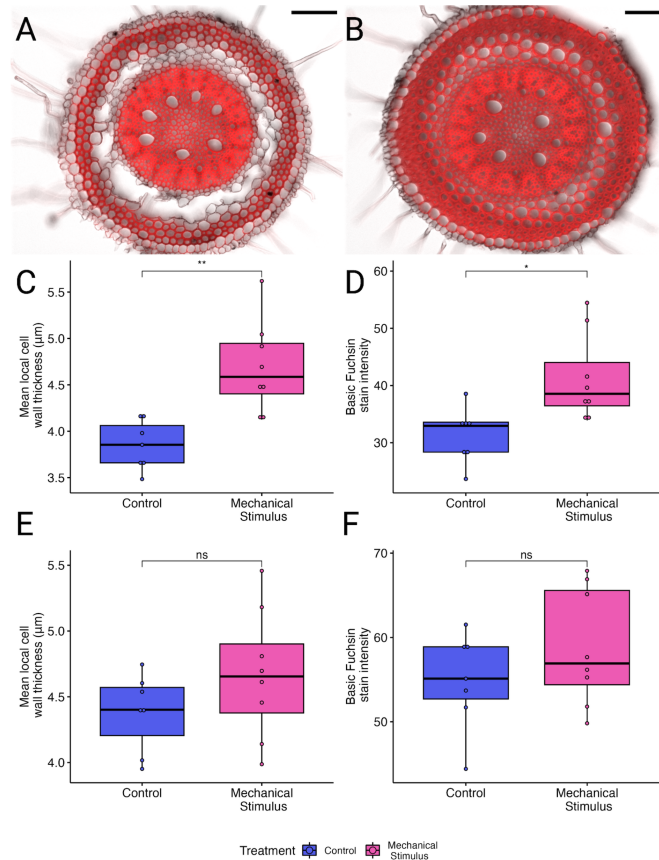 A
B
C
D
**
*
5.5
5.0
4.5
4.0
3.5
Mean local cell
wall thickness (µm)
60
50
40
30
Basic Fuchsin
stain intensity
Control
Mechanical
Stimulus
Control
Mechanical
Stimulus
E
F
ns
ns
5.5
5.0
4.5
4.0
Mean local cell
wall thickness (µm)
70
60
50
Basic Fuchsin
stain intensity
Control
Mechanical
Stimulus
Control
Mechanical
Stimulus
Treatment
Control
Mechanical
Stimulus